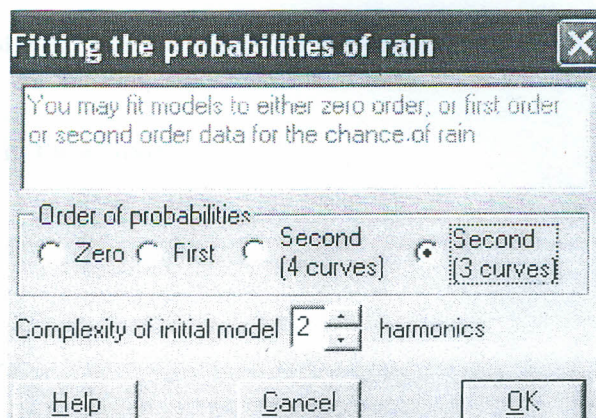 Fitting the probabilities of rain
You may fit models to either zero order, or first order
or second order data for the chance.of rain
Order of probabilities
Zero First Second (4 curves) Second (3 curves)
Complexity of initial model 2 harmonics
Help Cancel OK